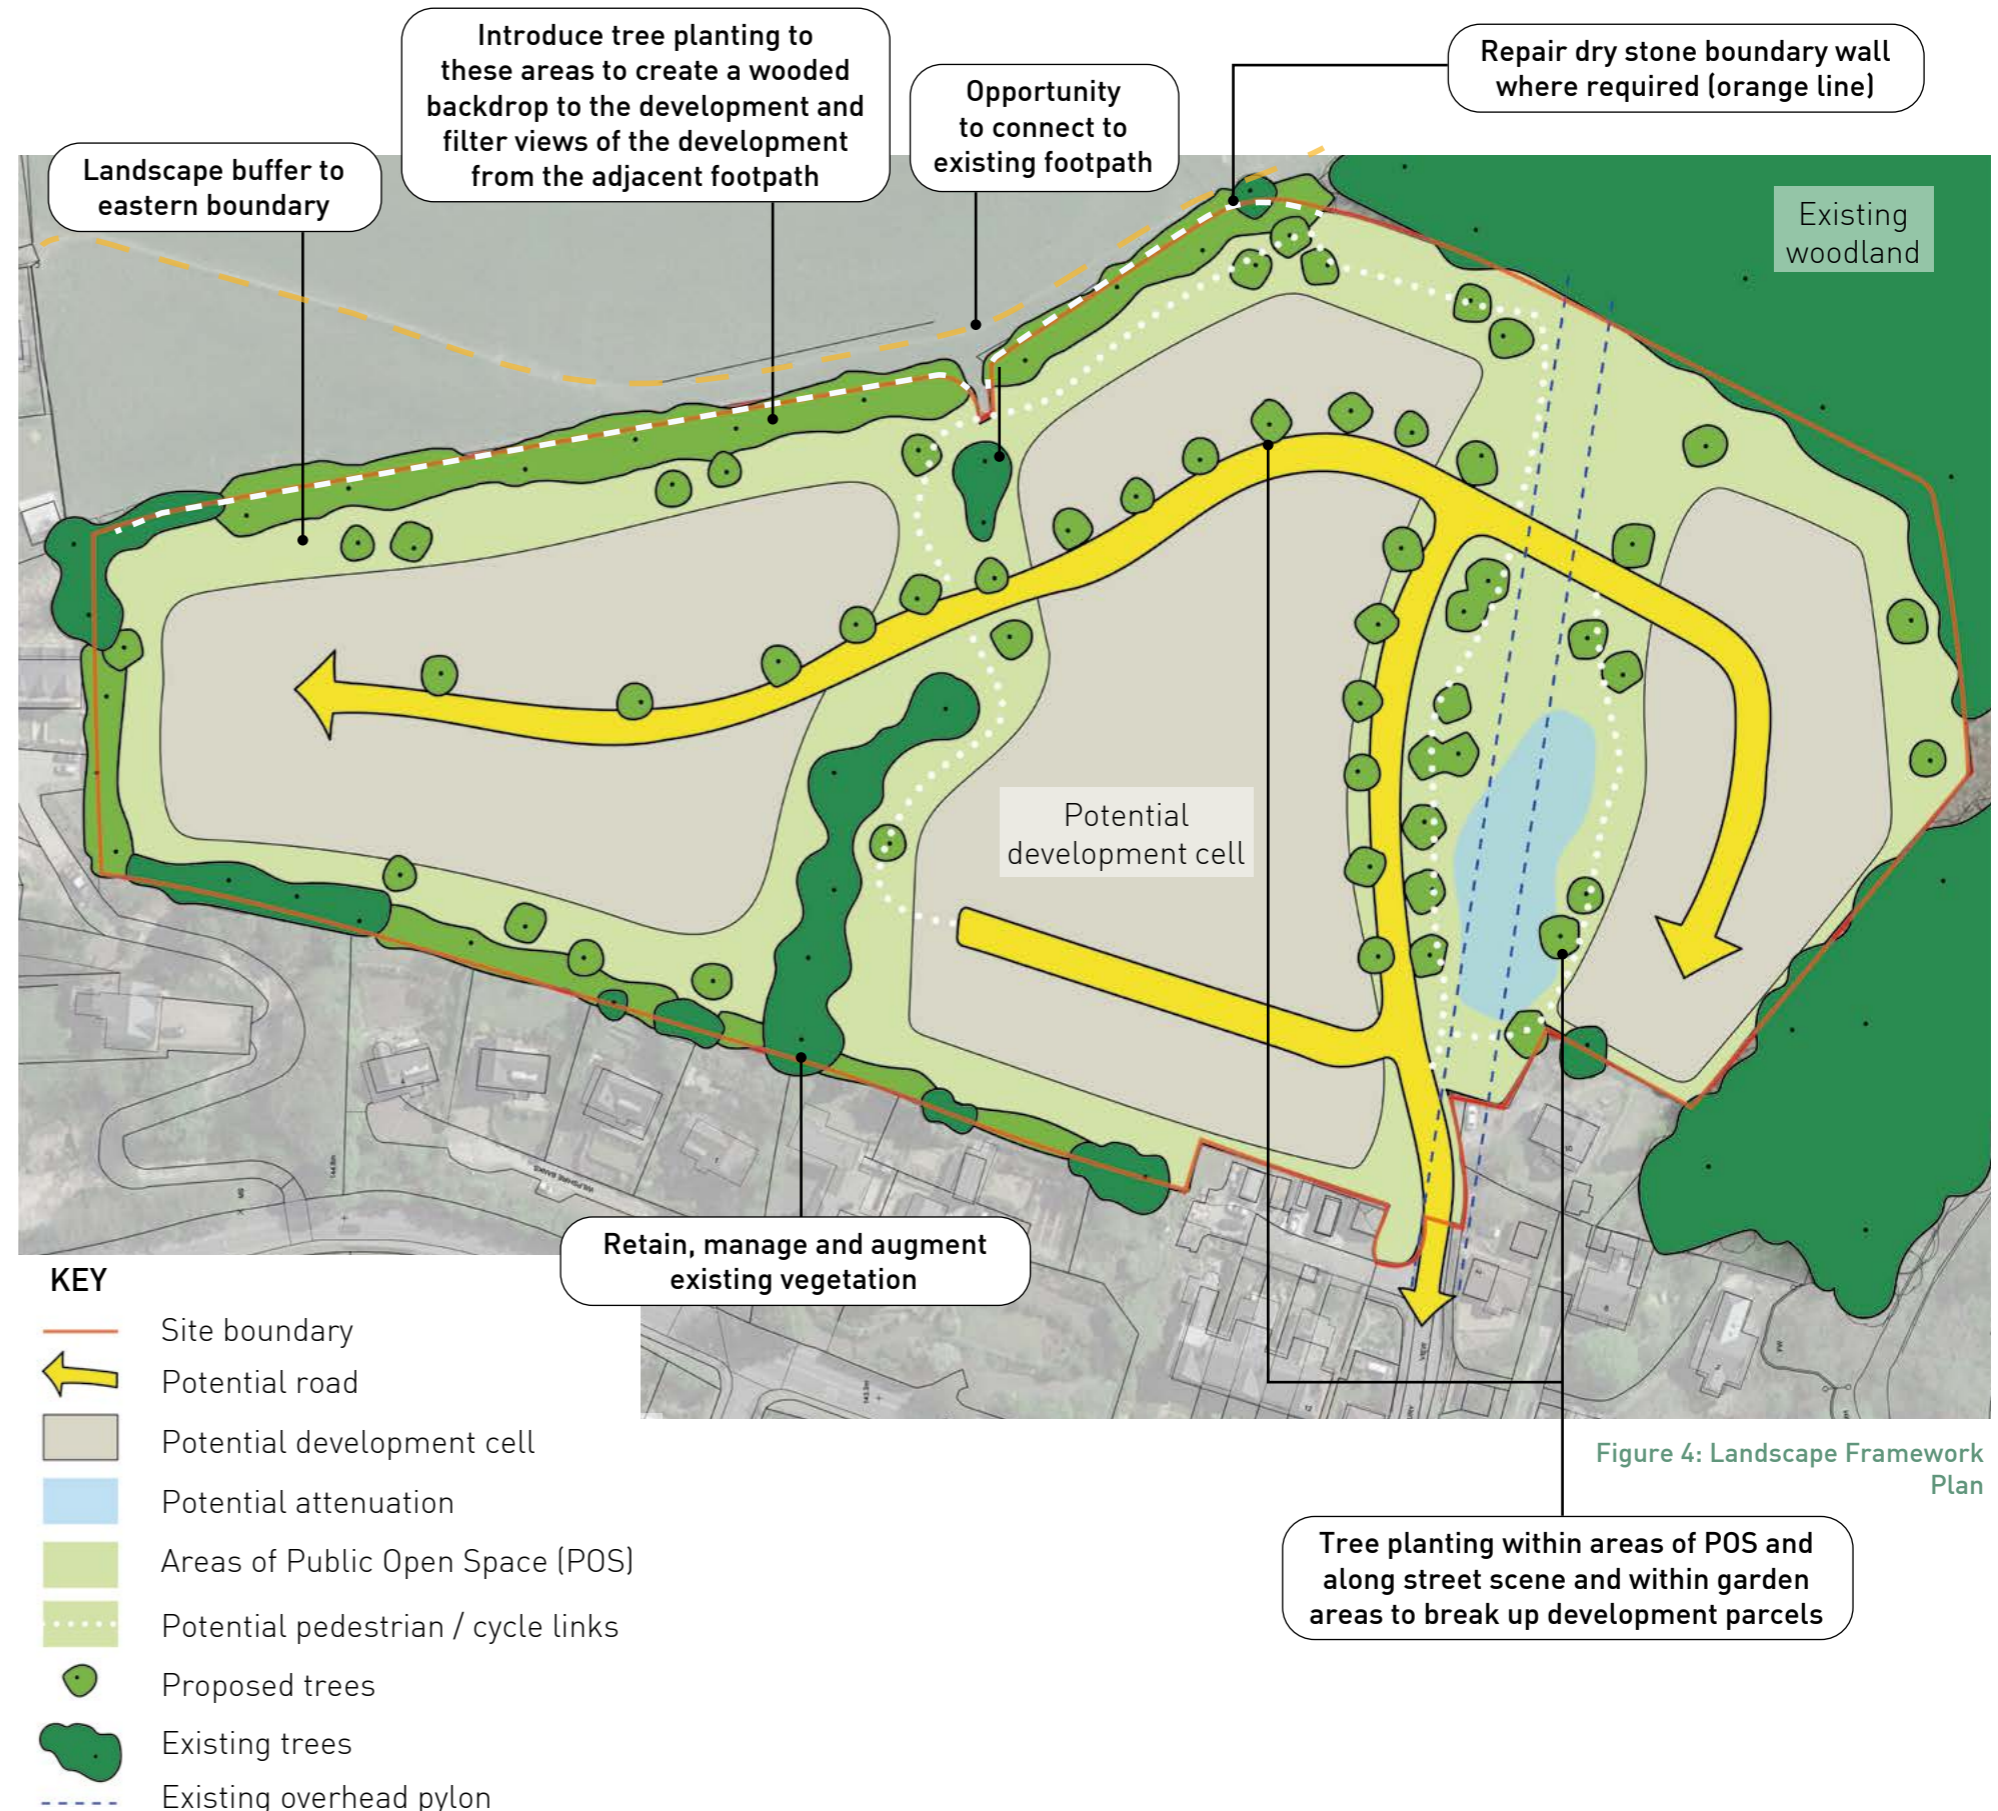 Introduce tree planting to
these areas to create a wooded
backdrop to the development and
filter views of the development
from the adjacent footpath
Repair dry stone boundary wall
where required (orange line)
Opportunity
to connect to
existing footpath
Landscape buffer to
eastern boundary
Existing
woodland
Potential
development cell
Retain, manage and augment
existing vegetation
KEY
Site boundary
Potential road
Potential development cell
Potential attenuation
Areas of Public Open Space (POS)
Potential pedestrian / cycle links
Proposed trees
Existing trees
Existing overhead pylon
Figure 4: Landscape Framework
Plan
Tree planting within areas of POS and
along street scene and within garden
areas to break up development parcels